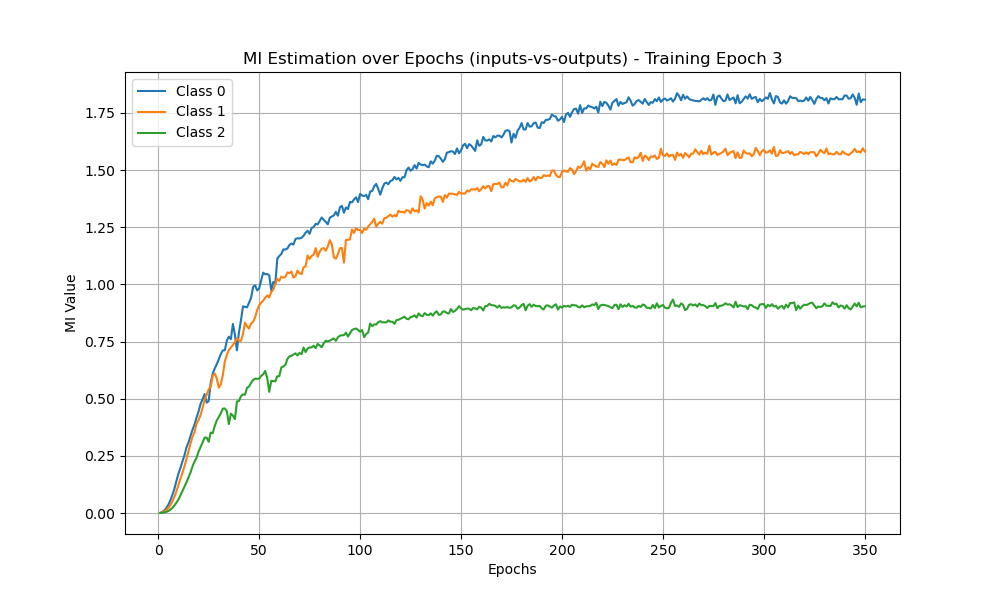 MI Estimation over Epochs (inputs-vs-outputs) - Training Epoch 3
Class 0
Class 1
Class 2
1.75
1.50
1.25
1.00
0.75
0.50
0.25
0.00
MI Value
0 50 100 150 200 250 300 350
Epochs